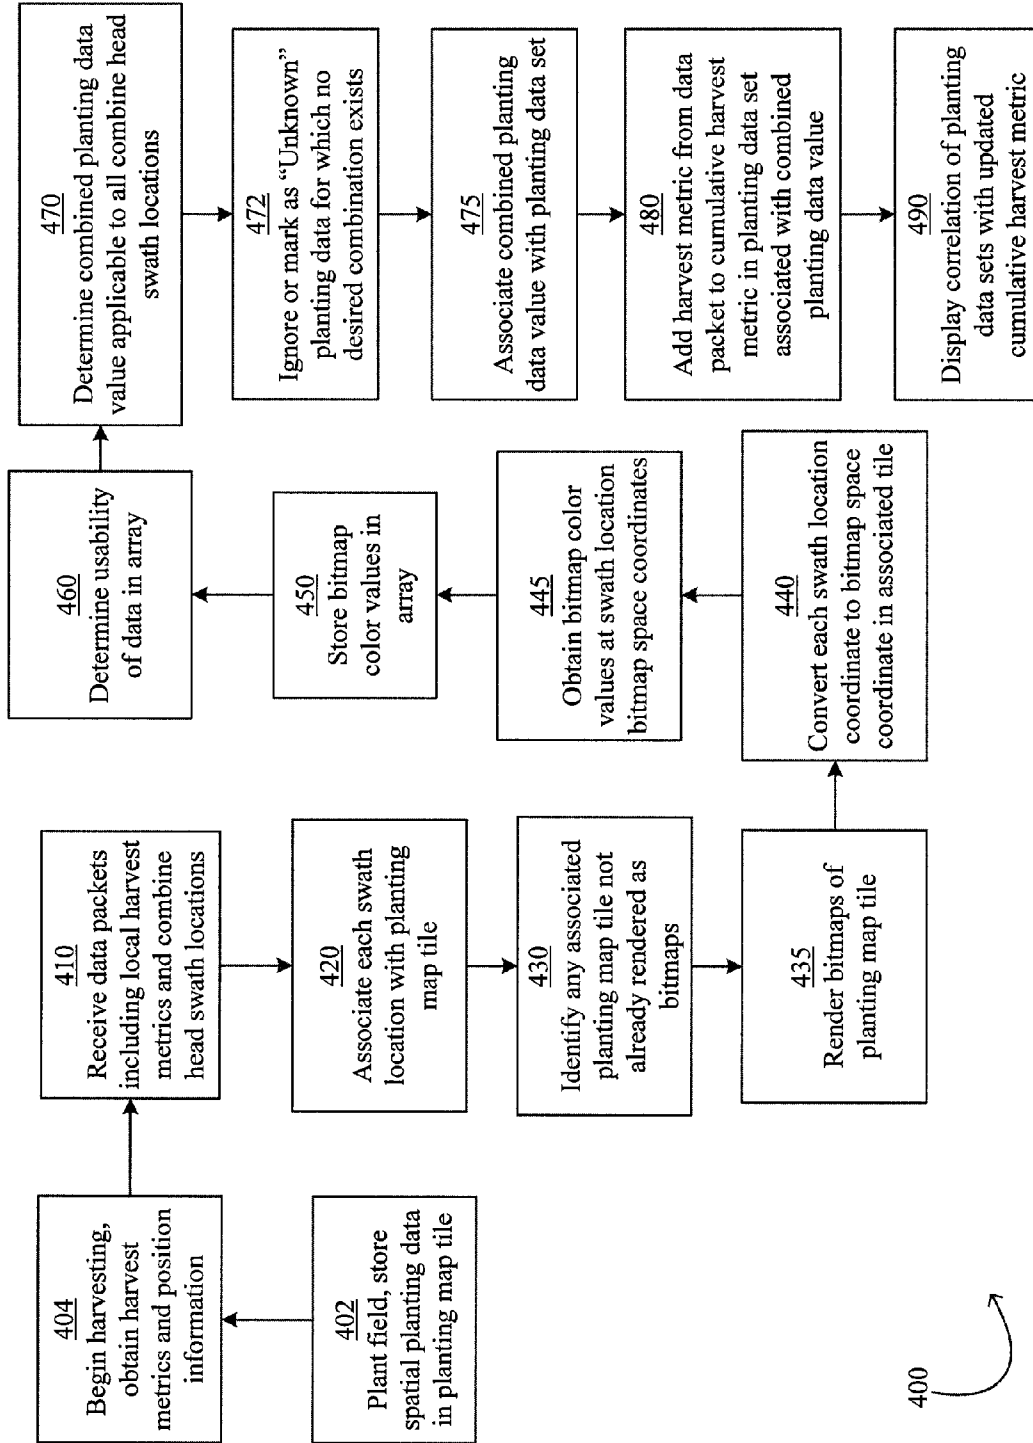 402
Plant field, store
spatial planting data
in planting map tile
404
Begin harvesting,
obtain harvest
metrics and position
information
410
Receive data packets
including local harvest
metrics and combine
head swath locations
420
Associate each swath
location with planting
map tile
430
Identify any associated
planting map tile not
already rendered as
bitmaps
435
Render bitmaps of
planting map tile
440
Convert each swath location
coordinate to bitmap space
coordinate in associated tile
445
Obtain bitmap color
values at swath location
bitmap space coordinates
450
Store bitmap
color values in
array
460
Determine usability
of data in array
470
Determine combined planting data
value applicable to all combine head
swath locations
472
Ignore or mark as “Unknown”
planting data for which no
desired combination exists
475
Associate combined planting
data value with planting data set
480
Add harvest metric from data
packet to cumulative harvest
metric in planting data set
associated with combined
planting data value
490
Display correlation of planting
data sets with updated
cumulative harvest metric
400